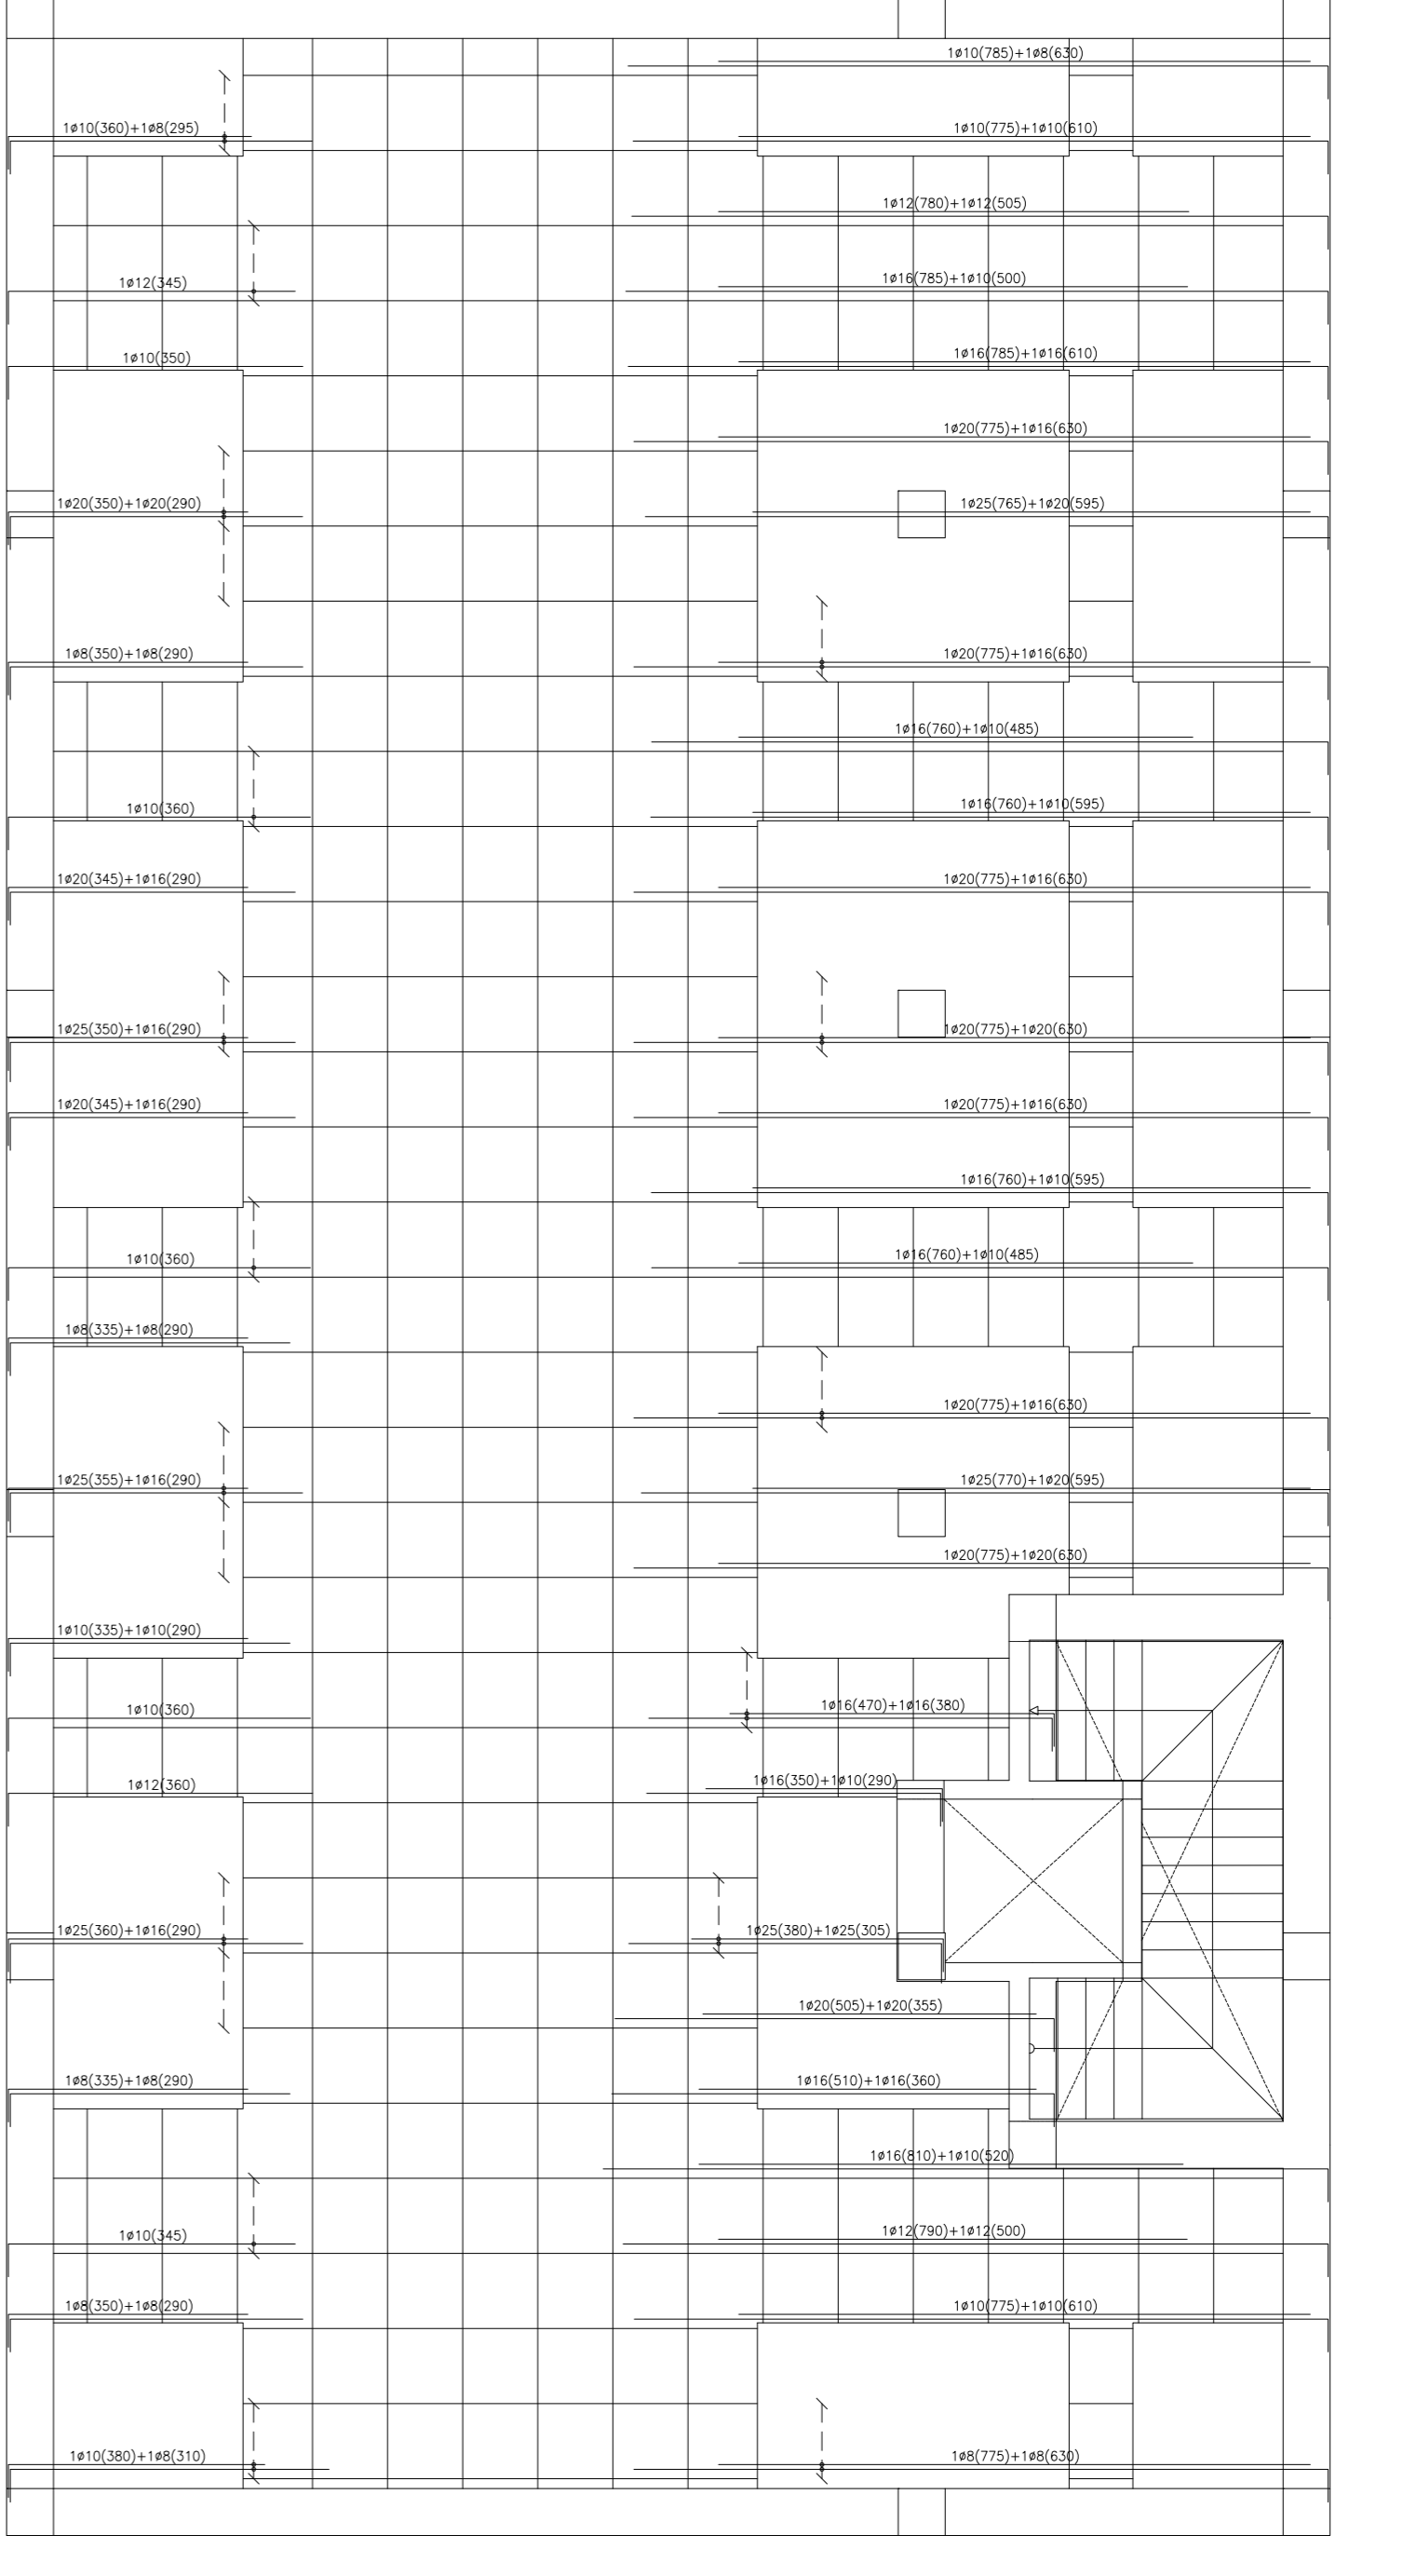 1ø10(785)+1ø8(630)
1ø10(360)+1ø8(295)
1ø10(775)+1ø10(610)
1ø12(780)+1ø12(505)
1ø12(345)
1ø16(785)+1ø10(500)
1ø10(350)
1ø16(785)+1ø16(610)
1ø20(775)+1ø16(630)
1ø20(350)+1ø20(290)
1ø25(765)+1ø20(595)
1ø8(350)+1ø8(290)
1ø20(775)+1ø16(630)
1ø16(760)+1ø10(485)
1ø10(360)
1ø16(760)+1ø10(595)
1ø20(345)+1ø16(290)
1ø20(775)+1ø16(630)
1ø25(350)+1ø16(290)
1ø20(775)+1ø20(630)
1ø20(345)+1ø16(290)
1ø20(775)+1ø16(630)
1ø16(760)+1ø10(595)
1ø10(360)
1ø16(760)+1ø10(485)
1ø8(335)+1ø8(290)
1ø20(775)+1ø16(630)
1ø25(355)+1ø16(290)
1ø25(770)+1ø20(595)
1ø20(775)+1ø20(630)
1ø10(335)+1ø10(290)
1ø10(360)
1ø16(470)+1ø16(380)
1ø12(360)
1ø16(350)+1ø10(290)
1ø25(360)+1ø16(290)
1ø25(380)+1ø25(305)
1ø20(505)+1ø20(355)
1ø8(335)+1ø8(290)
1ø16(510)+1ø16(360)
1ø16(810)+1ø10(520)
1ø10(345)
1ø12(790)+1ø12(500)
1ø8(350)+1ø8(290)
1ø10(775)+1ø10(610)
1ø10(380)+1ø8(310)
1ø8(775)+1ø8(630)